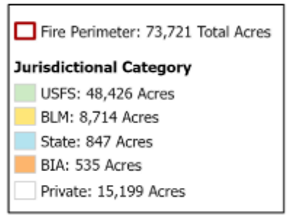 Fire Perimeter: 73,721 Total Acres
Jurisdictional Category
USFS: 48,426 Acres
BLM: 8,714 Acres
State: 847 Acres
BIA: 535 Acres
Private: 15,199 Acres